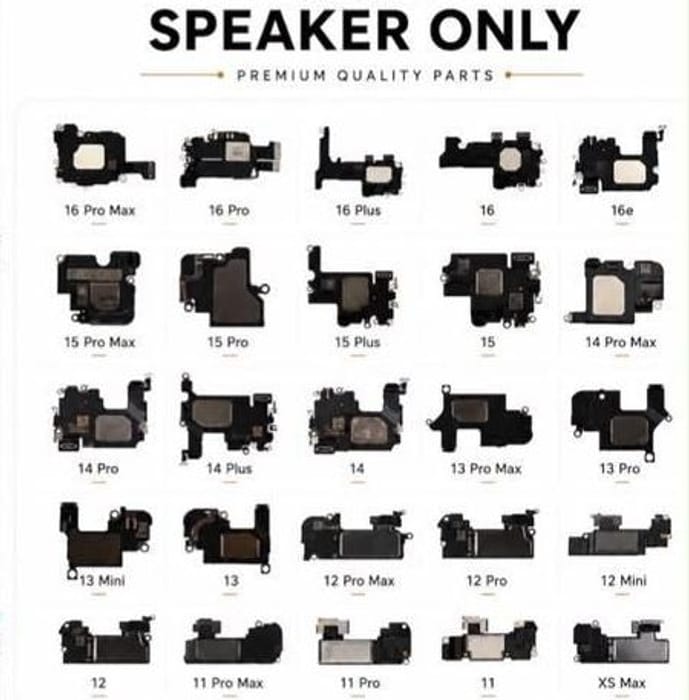 SPEAKER ONLY
PREMIUM QUALITY PARTS
16 Pro Max
16 Pro
16 Plus
16
16e
15 Pro Max
15 Pro
15 Plus
15
14 Pro Max
14 Pro
14 Plus
14
13 Pro Max
13 Pro
13 Mini
13
12 Pro Max
12 Pro
12 Mini
12
11 Pro Max
11 Pro
11
XS Max